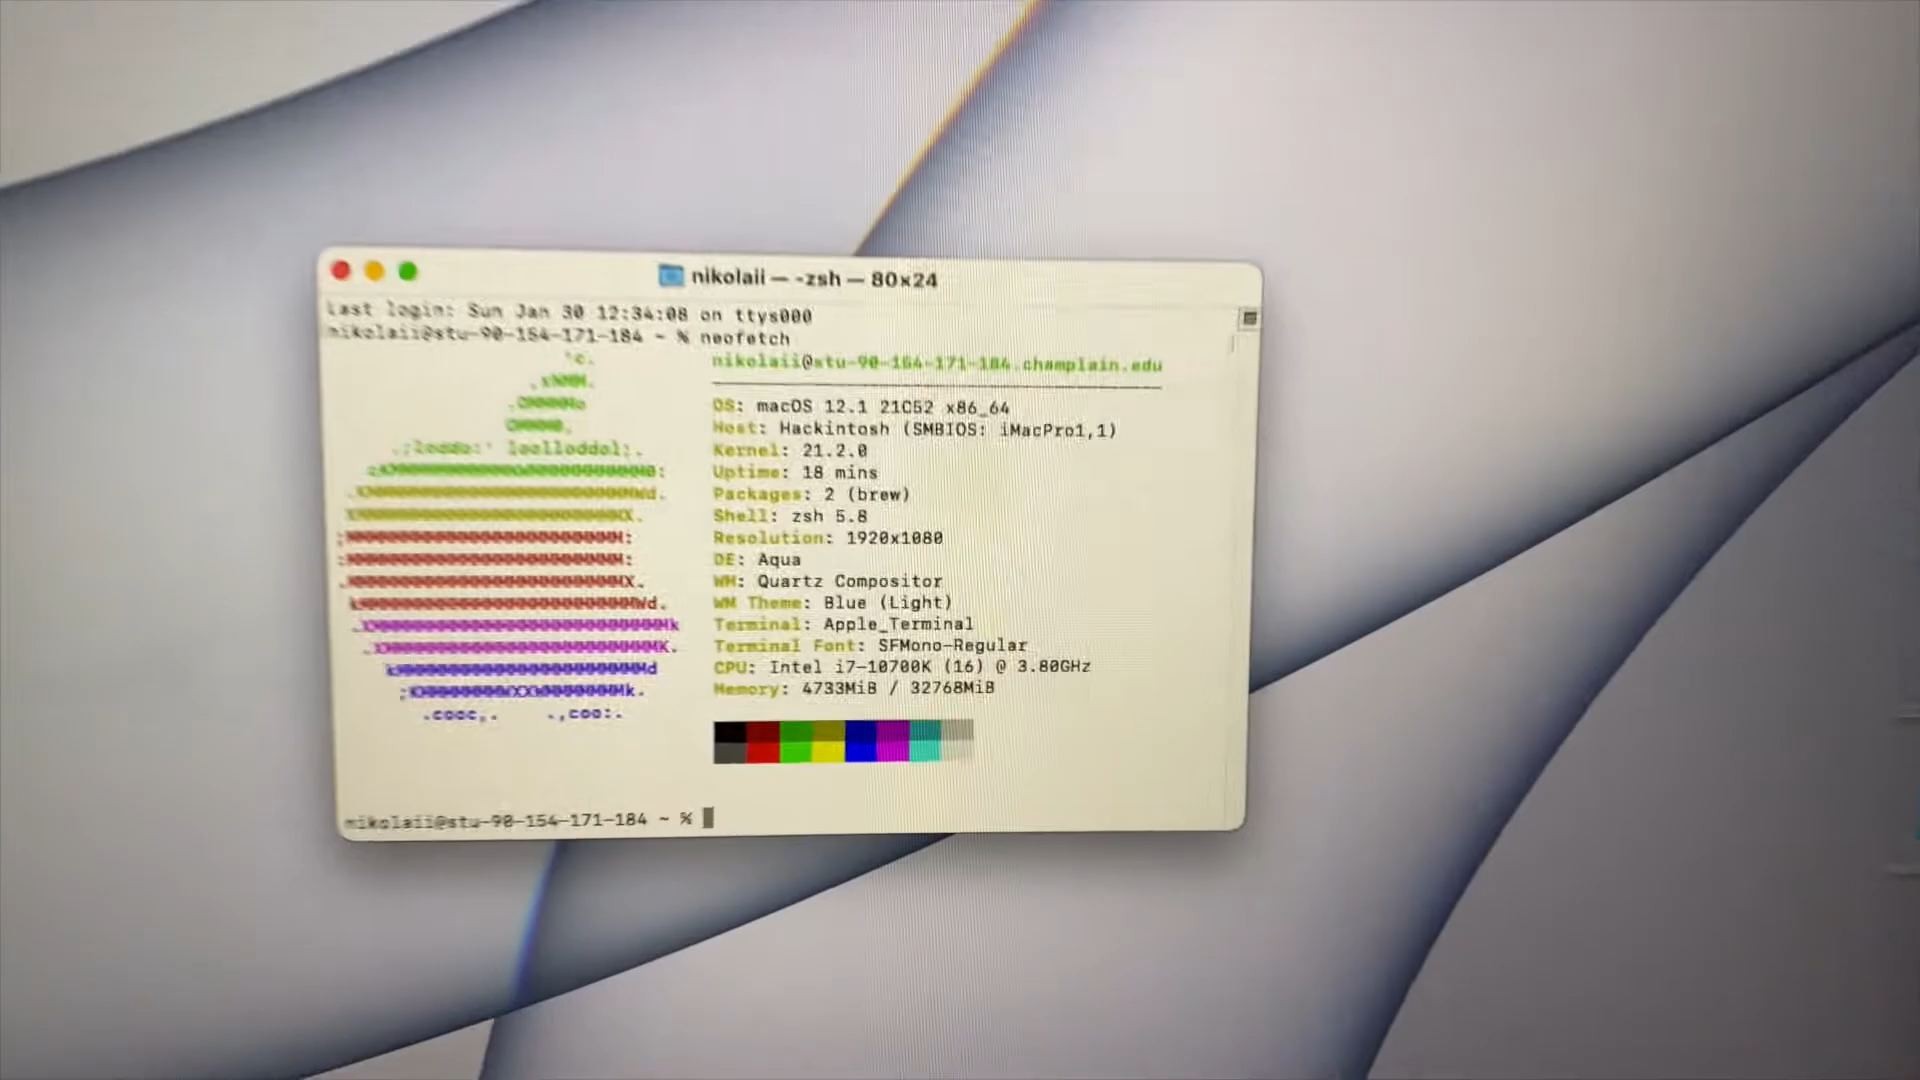 nikolaii — -zsh — 80×24
Last login: Sun Jan 30 12:34:08 on ttys000
nikolaii@stu-90-154-171-184 ~ % neofetch
nikolaii@stu-90-154-171-184.champlain.edu
OS: macOS 12.1 21C52 x86_64
Host: Hackintosh (SMBIOS: iMacPro1,1)
Kernel: 21.2.0
Uptime: 18 mins
Packages: 2 (brew)
Shell: zsh 5.8
Resolution: 1920x1080
DE: Aqua
WM: Quartz Compositor
WM Theme: Blue (Light)
Terminal: Apple_Terminal
Terminal Font: SFMono-Regular
CPU: Intel i7-10700K (16) @ 3.80GHz
Memory: 4733MiB / 32768MiB
nikolaii@stu-90-154-171-184 ~ %